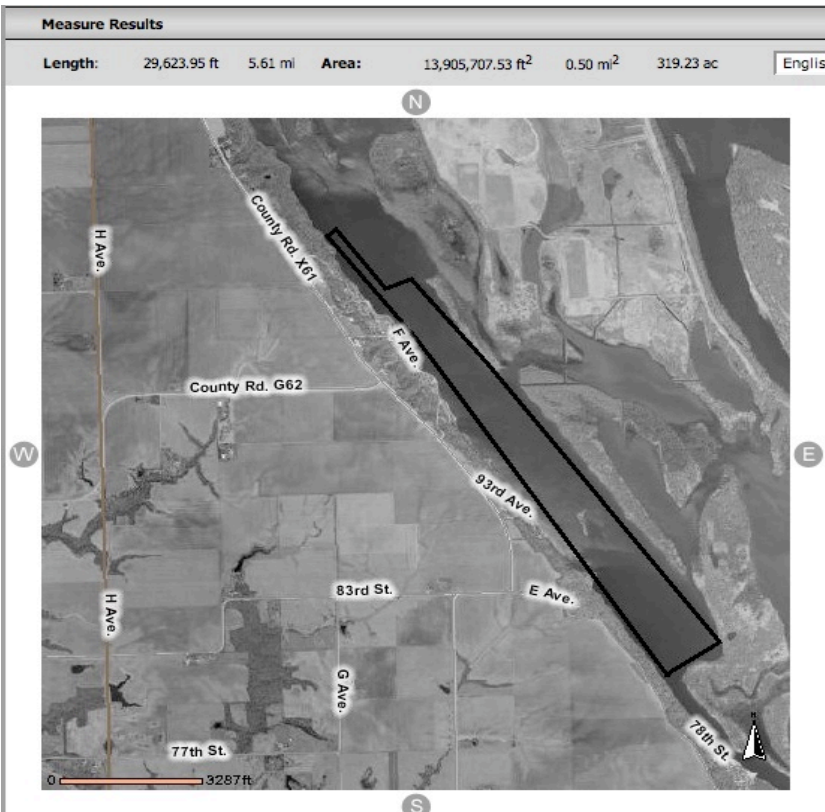 Measure Results
Length: 29,623.95 ft 5.61 mi Area: 13,905,707.53 ft² 0.50 mi² 319.23 ac Englis
N
H Ave.
County Rd. X61
F Ave.
County Rd. G62
W
E
93rd Ave.
83rd St.
E Ave.
H Ave.
G Ave.
77th St.
78th St.
N
0 3287ft
S